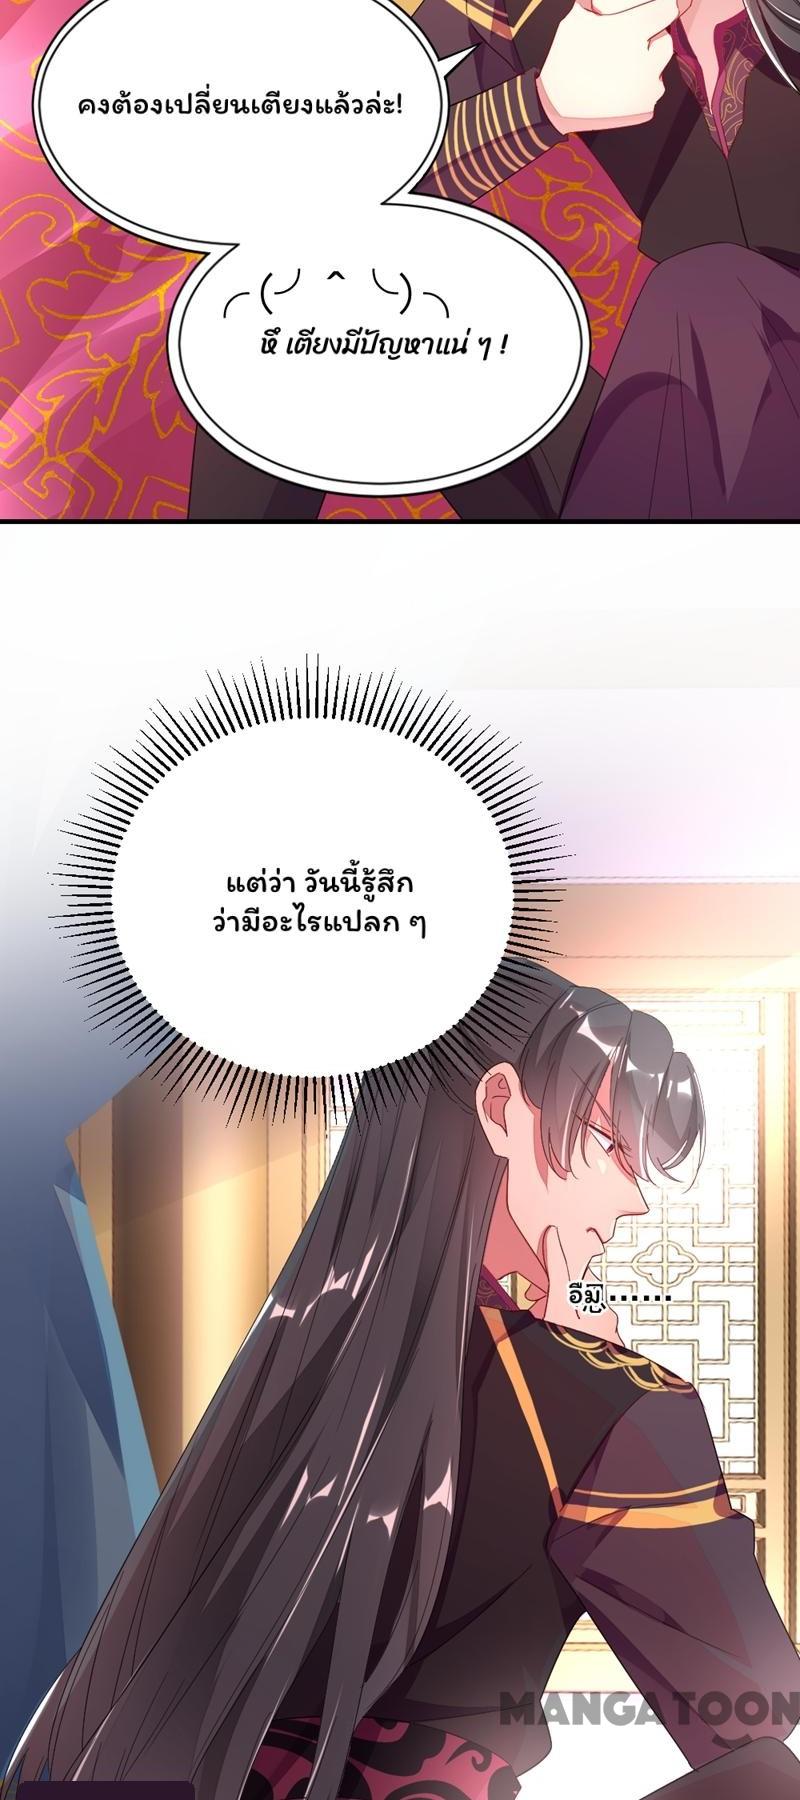 คงต้องเปลี่ยนเตียงแล้วล่ะ!
╭(╯^╰)╮
หึ เตียงมีปัญหาแน่ ๆ !
แต่ว่า วันนี้รู้สึก
ว่ามีอะไรแปลก ๆ
อืม......
MANGATOON